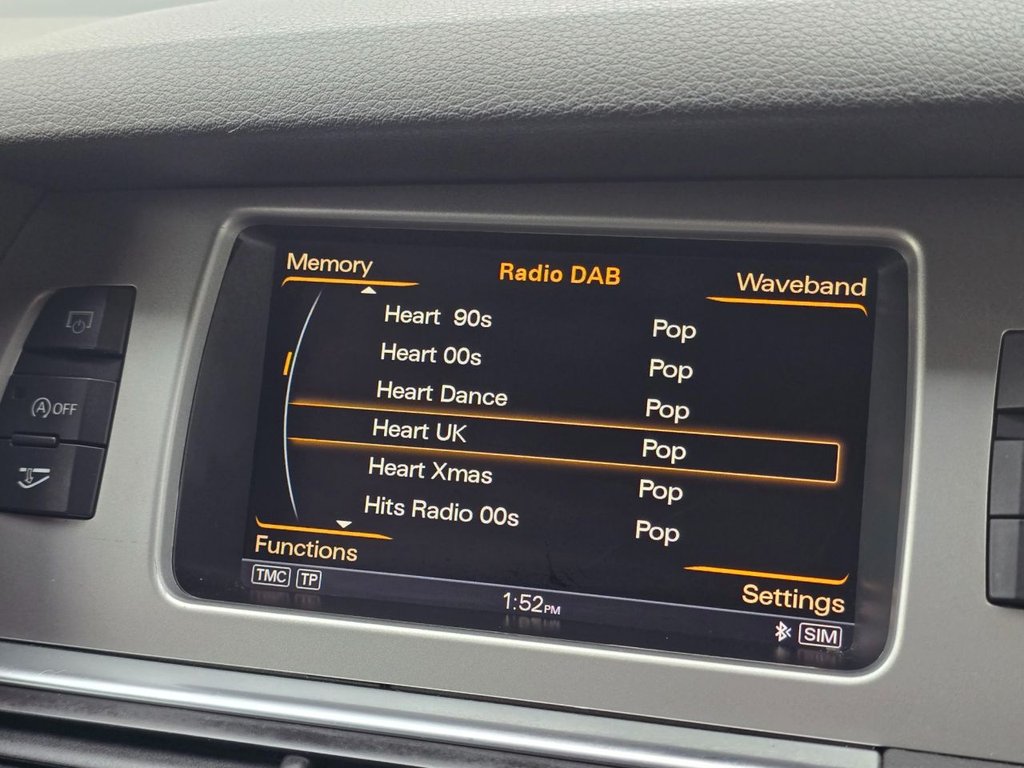 Memory Radio DAB Waveband
Heart 90s Pop
Heart 00s Pop
Heart Dance Pop
Heart UK Pop
Heart Xmas Pop
Hits Radio 00s Pop
Functions Settings
TMC TP 1:52PM SIM
A OFF